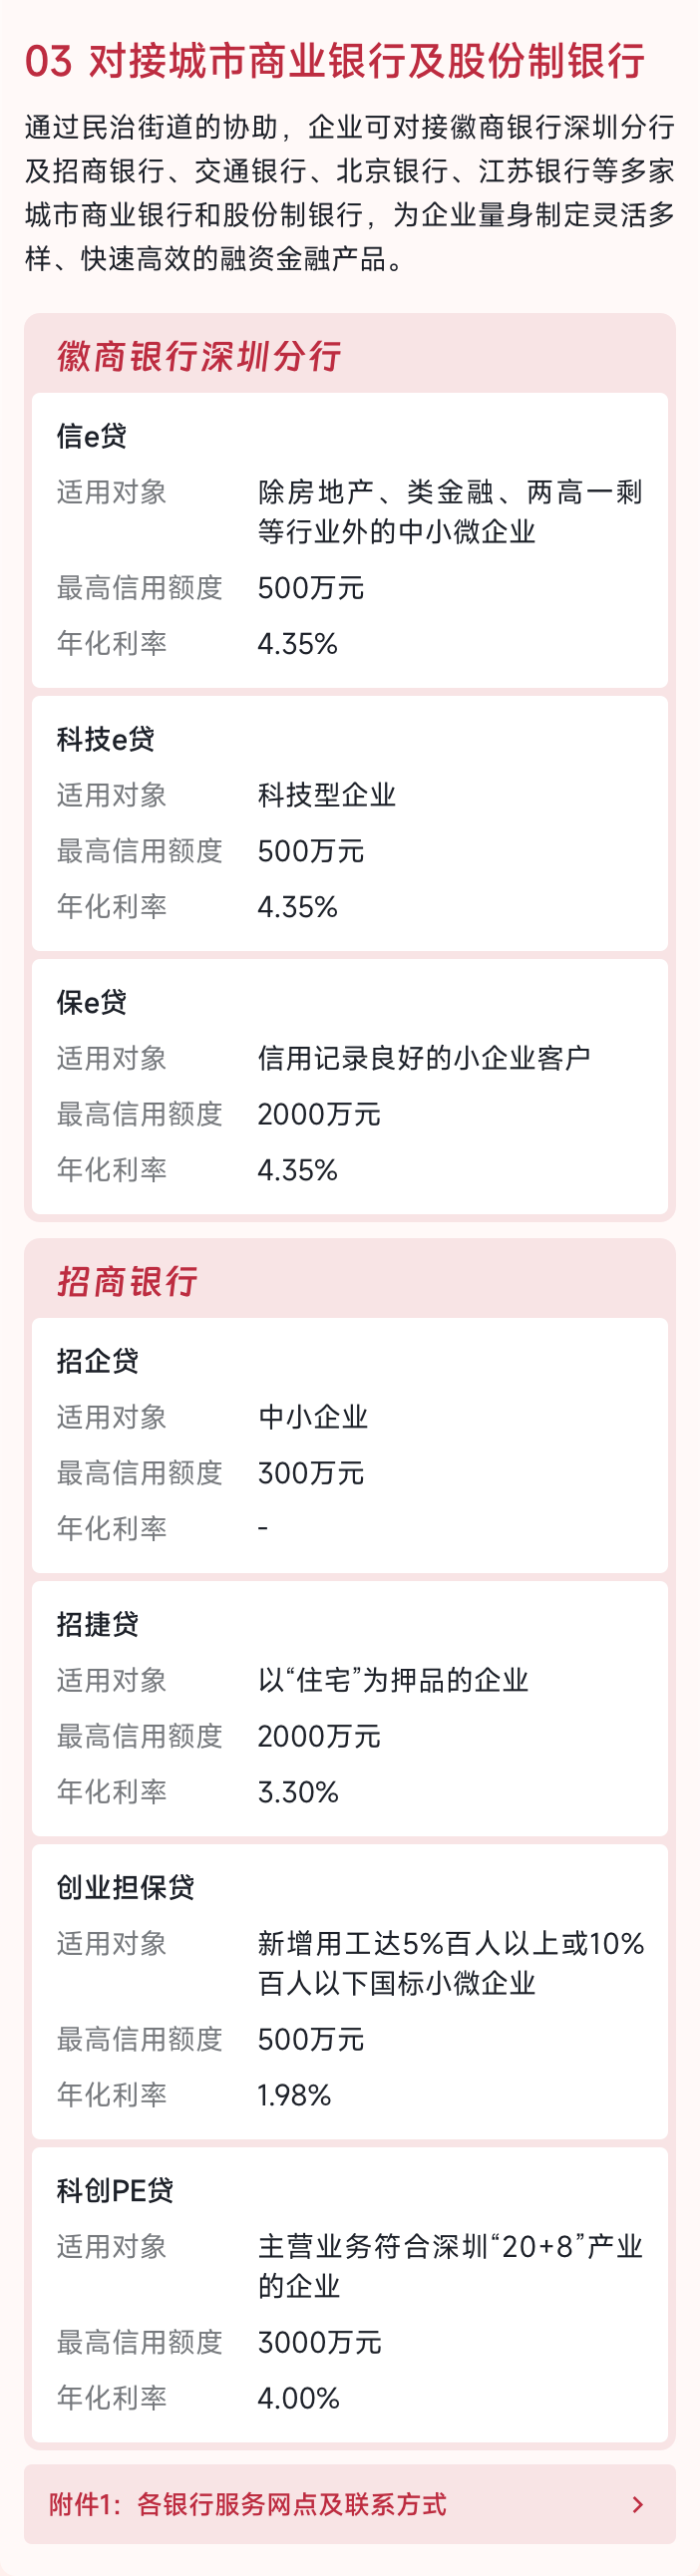 03 对接城市商业银行及股份制银行
通过民治街道的协助，企业可对接徽商银行深圳分行
及招商银行、交通银行、北京银行、江苏银行等多家
城市商业银行和股份制银行，为企业量身制定灵活多
样、快速高效的融资金融产品。
徽商银行深圳分行
信e贷
适用对象 除房地产、类金融、两高一剩
等行业外的中小微企业
最高信用额度 500万元
年化利率 4.35%
科技e贷
适用对象 科技型企业
最高信用额度 500万元
年化利率 4.35%
保e贷
适用对象 信用记录良好的小企业客户
最高信用额度 2000万元
年化利率 4.35%
招商银行
招企贷
适用对象 中小企业
最高信用额度 300万元
年化利率 -
招捷贷
适用对象 以“住宅”为押品的企业
最高信用额度 2000万元
年化利率 3.30%
创业担保贷
适用对象 新增用工达5%百人以上或10%
百人以下国标小微企业
最高信用额度 500万元
年化利率 1.98%
科创PE贷
适用对象 主营业务符合深圳“20+8”产业
的企业
最高信用额度 3000万元
年化利率 4.00%
附件1：各银行服务网点及联系方式